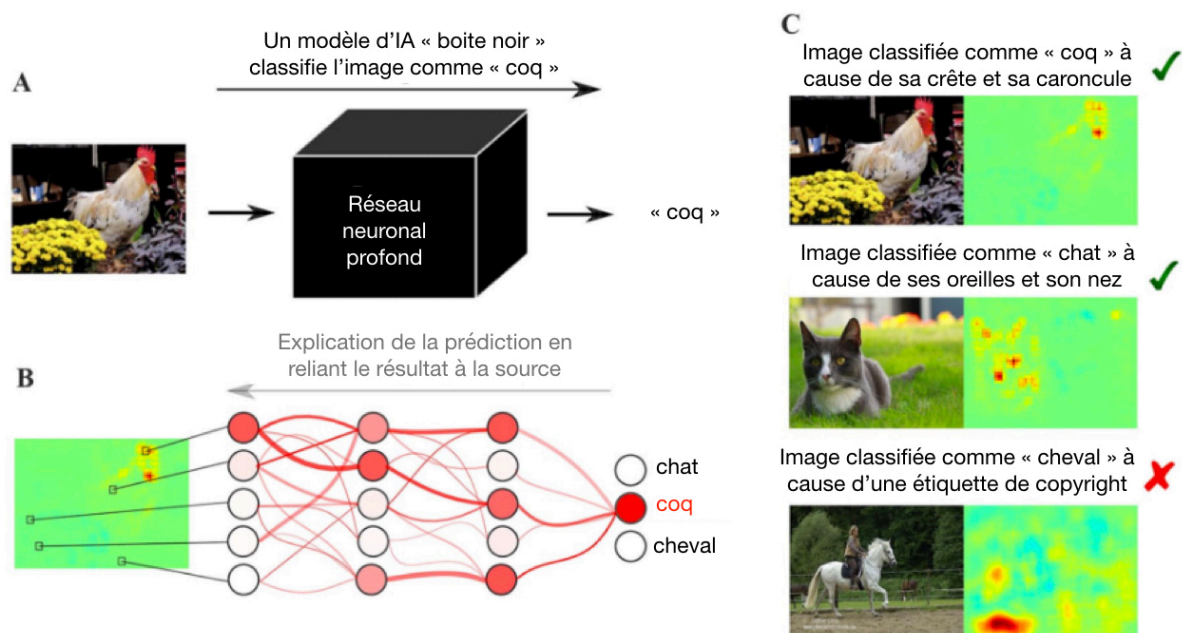 A
Un modèle d'IA « boite noir »
classifie l'image comme « coq »
Réseau
neuronal
profond
« coq »
B
Explication de la prédiction en
reliant le résultat à la source
chat
coq
cheval
C
Image classifiée comme « coq » à
cause de sa crête et sa caroncule
Image classifiée comme « chat » à
cause de ses oreilles et son nez
Image classifiée comme « cheval » à
cause d'une étiquette de copyright